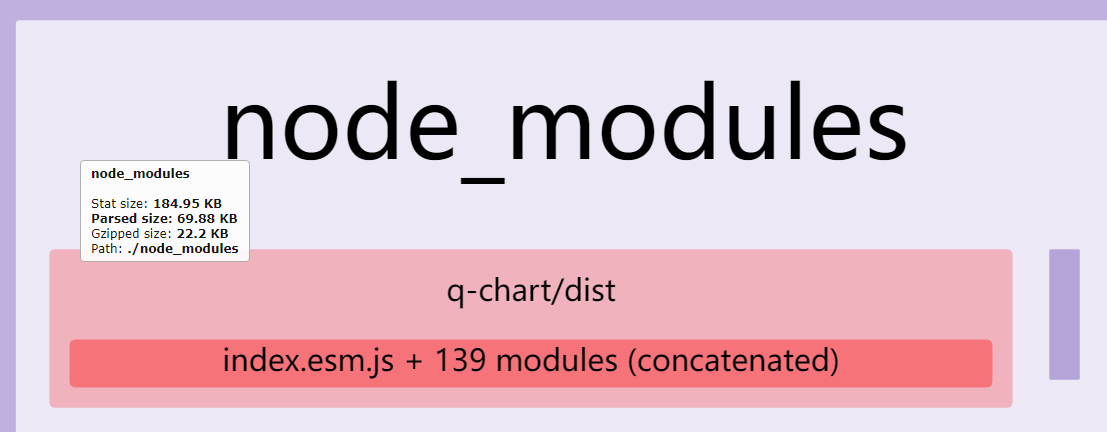 node_modules
node_modules
Stat size: 184.95 KB
Parsed size: 69.88 KB
Gzipped size: 22.2 KB
Path: ./node_modules
q-chart/dist
index.esm.js + 139 modules (concatenated)